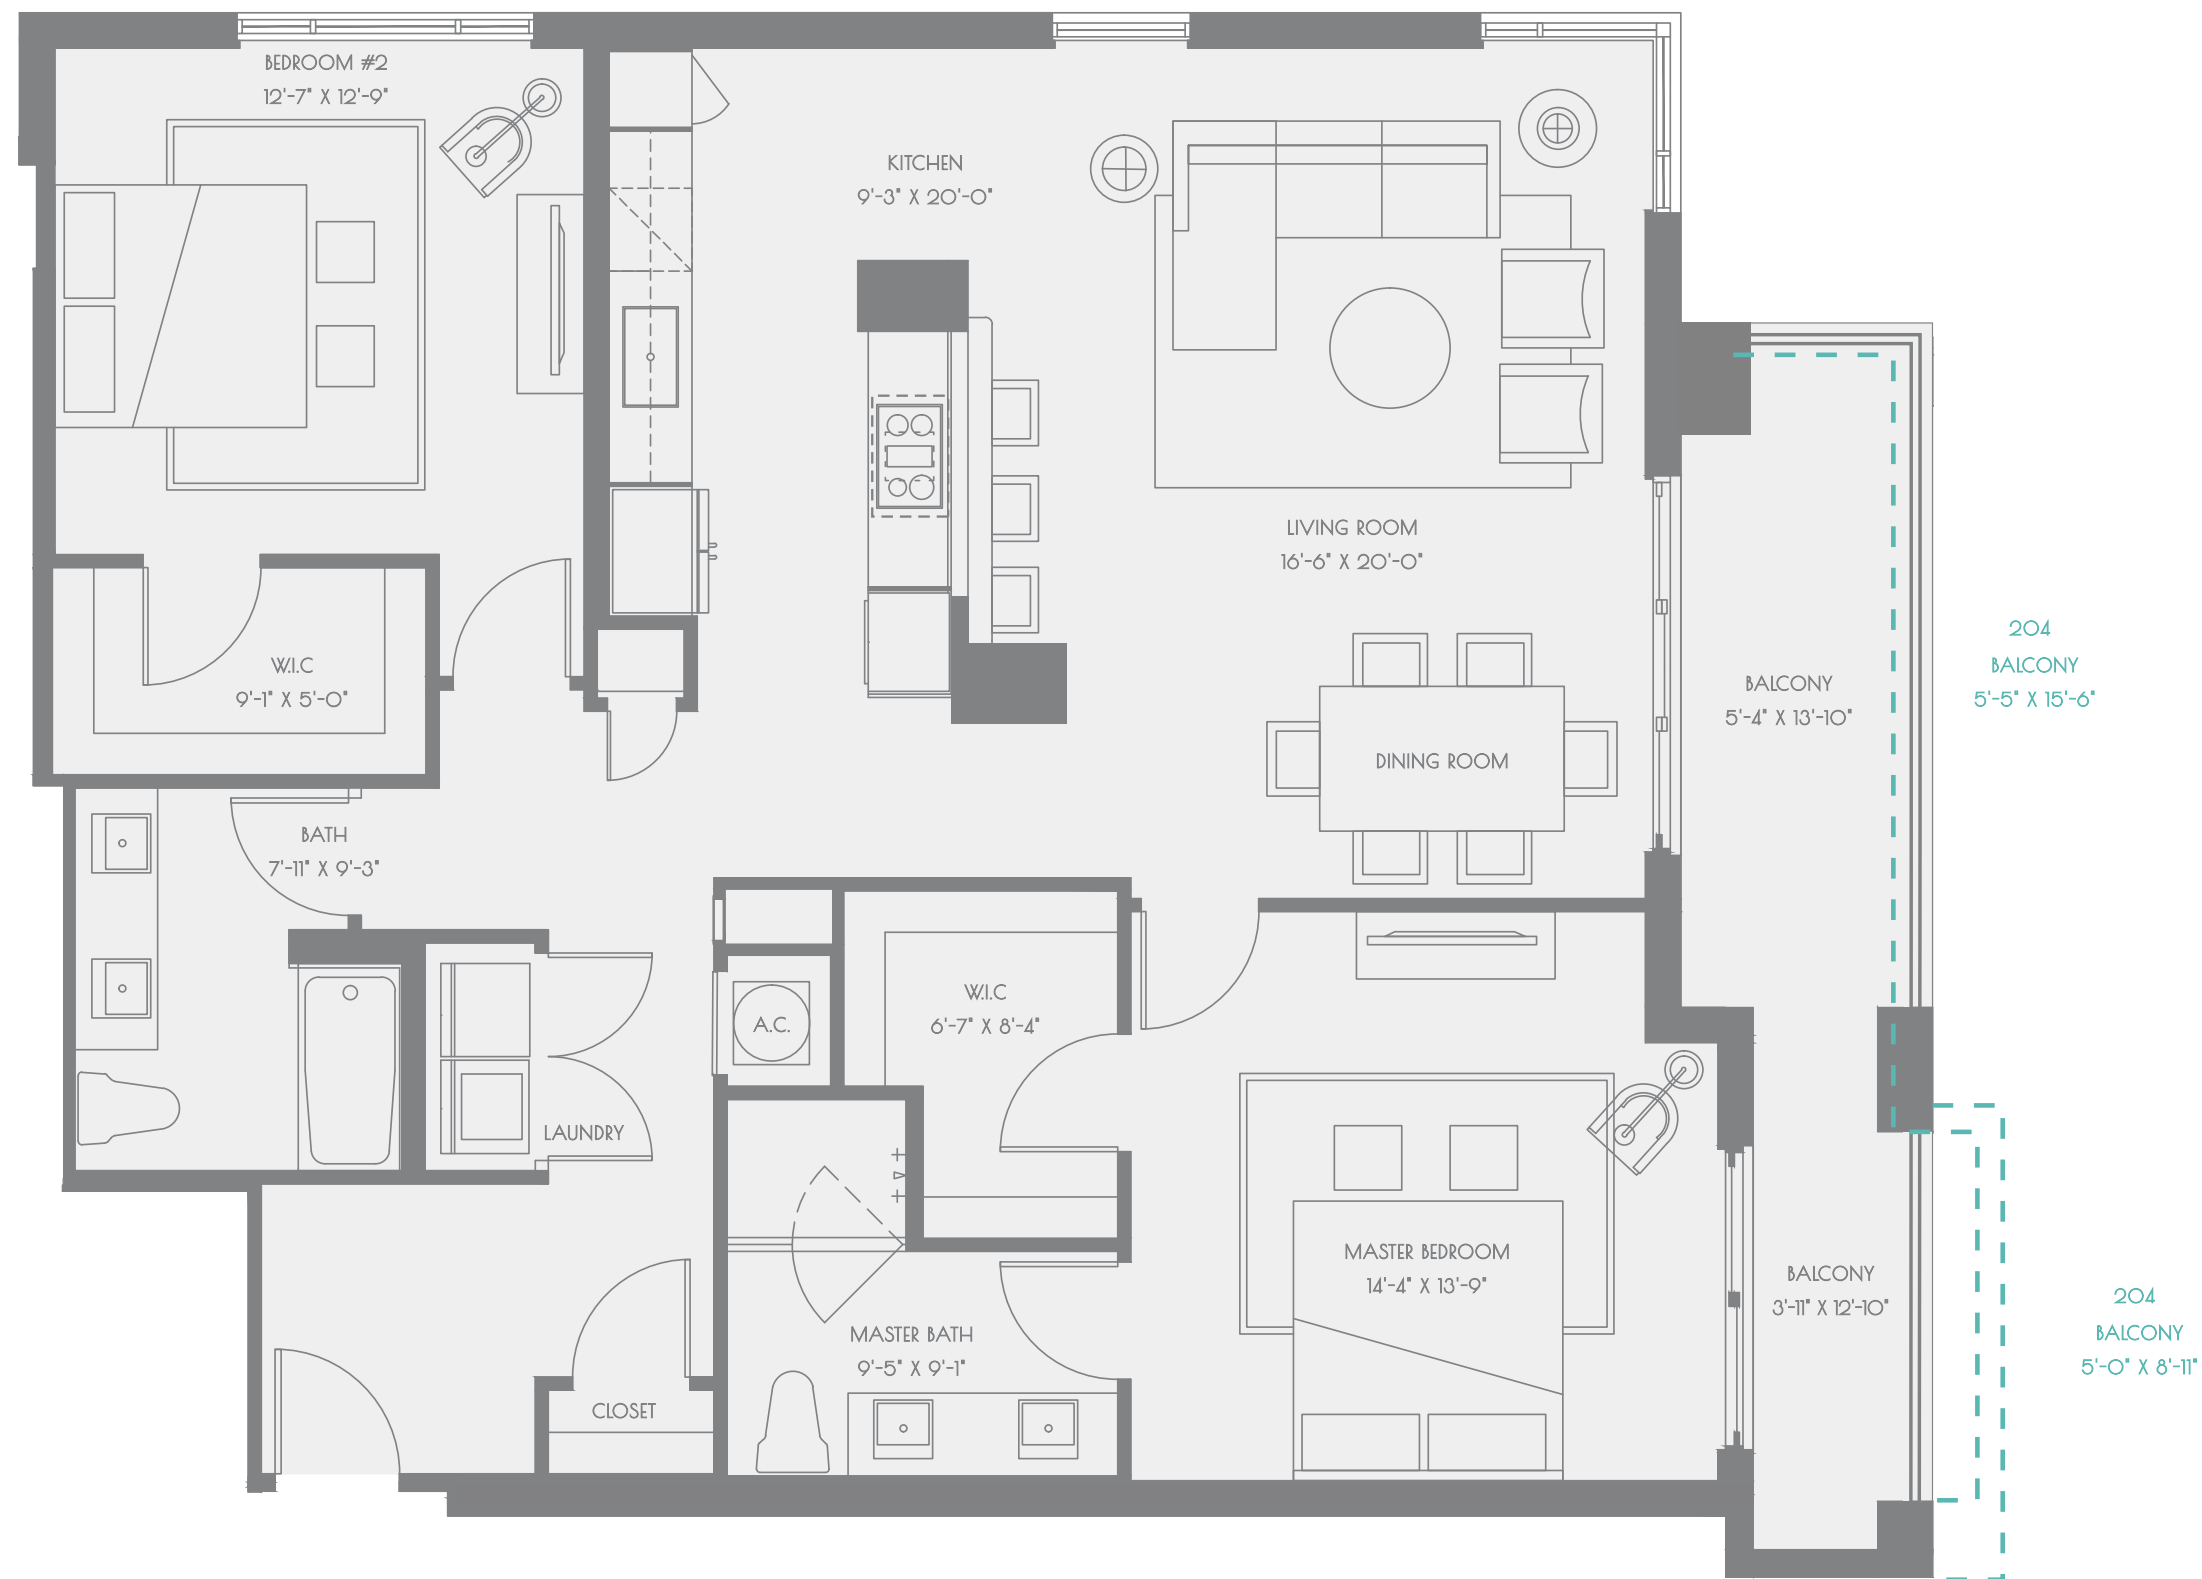 BEDROOM #2
12'-7" X 12'-9"
KITCHEN
9'-3" X 20'-0"
LIVING ROOM
16'-6" X 20'-0"
W.I.C
9'-1" X 5'-0"
204
BALCONY
5'-5" X 15'-6"
BALCONY
5'-4" X 13'-10"
DINING ROOM
BATH
7'-11" X 9'-3"
W.I.C
6'-7" X 8'-4"
A.C.
LAUNDRY
MASTER BEDROOM
14'-4" X 13'-9"
BALCONY
3'-11" X 12'-10"
204
BALCONY
5'-0" X 8'-11"
MASTER BATH
9'-5" X 9'-1"
CLOSET